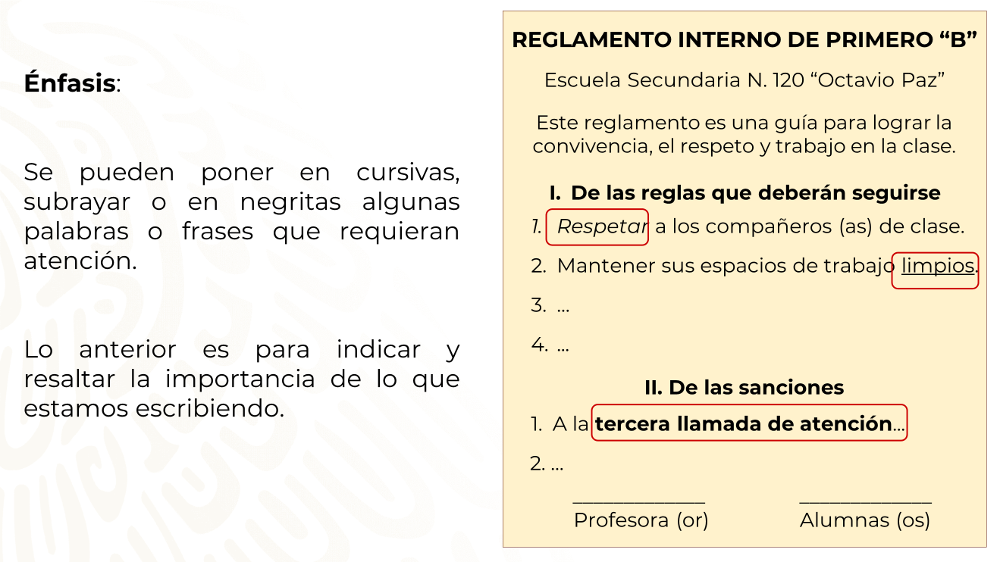 Énfasis:
Se pueden poner en cursivas,
subrayar o en negritas algunas
palabras o frases que requieran
atención.
Lo anterior es para indicar y
resaltar la importancia de lo que
estamos escribiendo.
REGLAMENTO INTERNO DE PRIMERO “B”
Escuela Secundaria N. 120 “Octavio Paz”
Este reglamento es una guía para lograr la
convivencia, el respeto y trabajo en la clase.
I. De las reglas que deberán seguirse
1. Respetar a los compañeros (as) de clase.
2. Mantener sus espacios de trabajo limpios.
3. ...
4. ...
II. De las sanciones
1. A la tercera llamada de atención...
2. ...
_____________ _____________
Profesora (or) Alumnas (os)